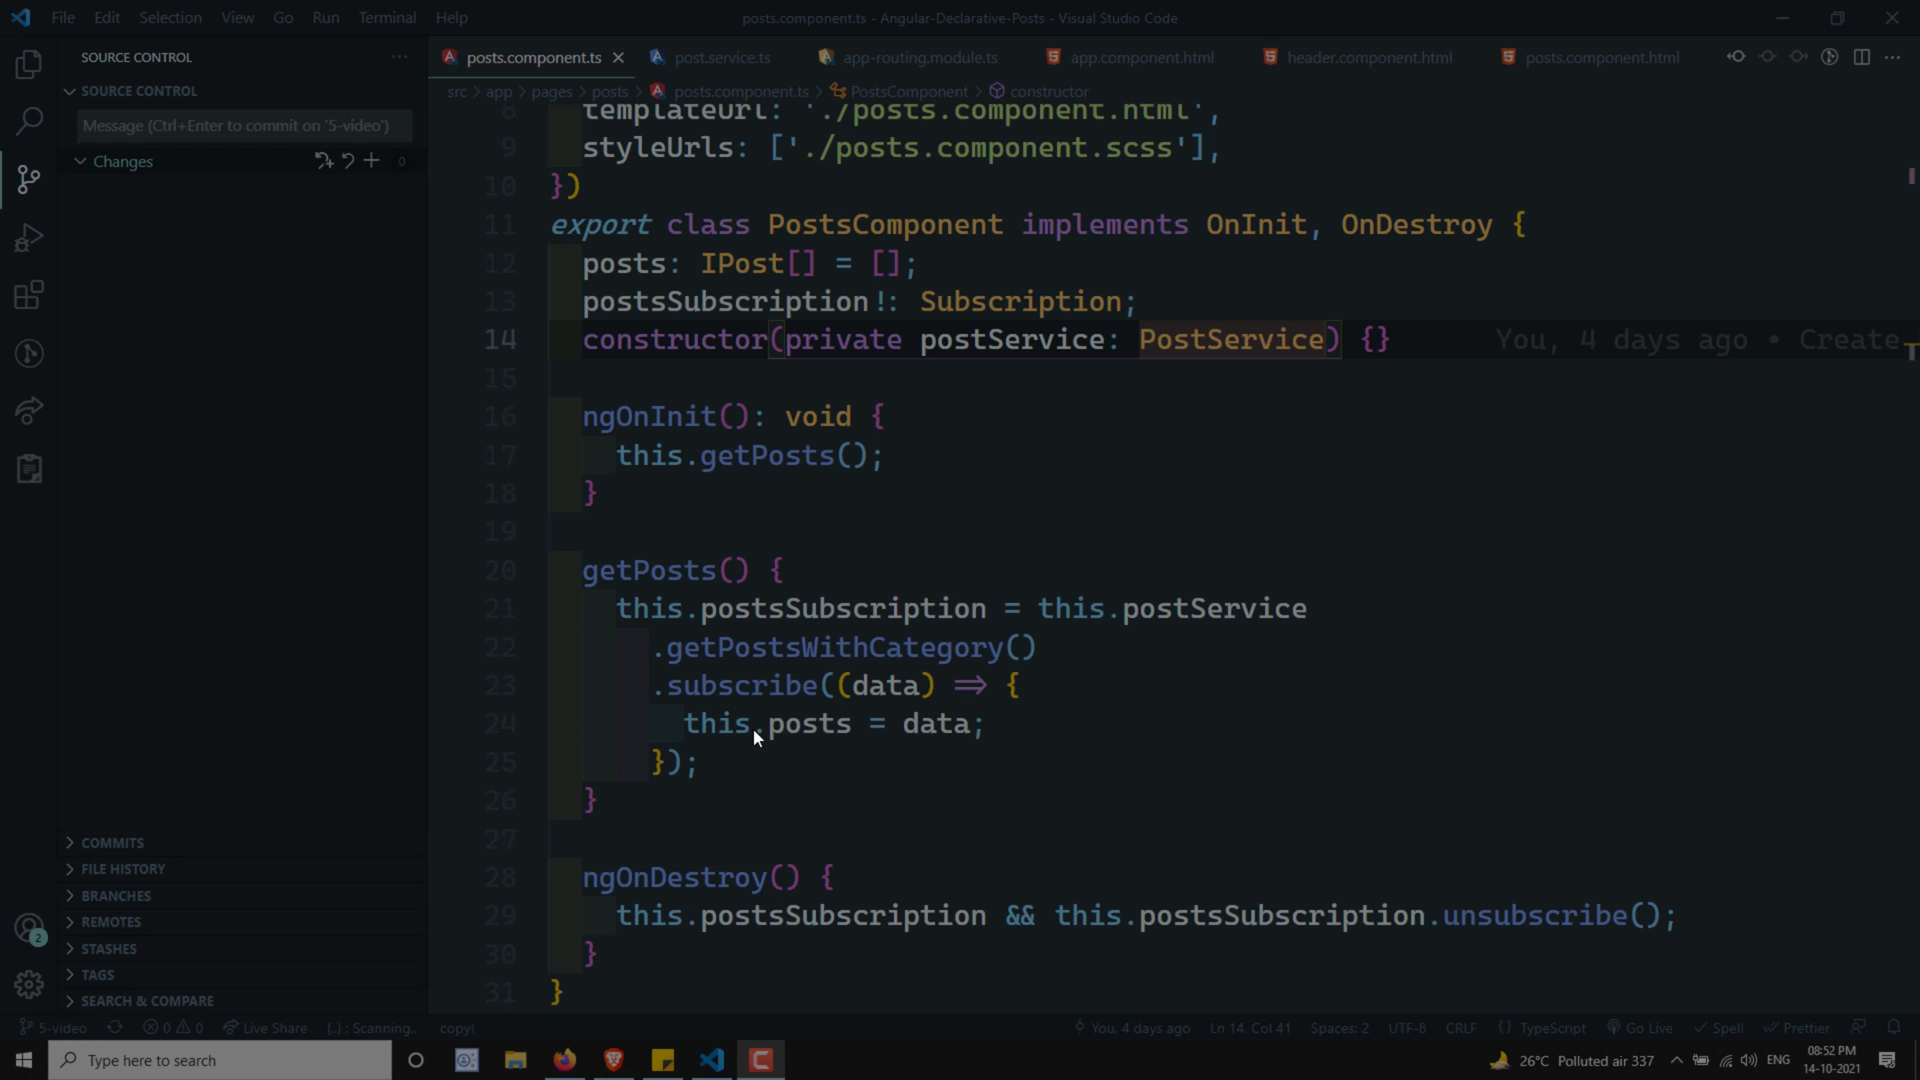 File Edit Selection View Go Run Terminal Help
posts.component.ts - Angular-Declarative-Posts - Visual Studio Code
SOURCE CONTROL
posts.component.ts
post.service.ts
app-routing.module.ts
app.component.html
header.component.html
posts.component.html
SOURCE CONTROL
src > app > pages > posts > posts.component.ts > PostsComponent > constructor
Message (Ctrl+Enter to commit on '5-video')
Changes 0
8 templateUrl: './posts.component.html',
9 styleUrls: ['./posts.component.scss'],
10 })
11 export class PostsComponent implements OnInit, OnDestroy {
12 posts: IPost[] = [];
13 postsSubscription!: Subscription;
14 constructor(private postService: PostService) {} You, 4 days ago • Create
15
16 ngOnInit(): void {
17 this.getPosts();
18 }
19
20 getPosts() {
21 this.postsSubscription = this.postService
22 .getPostsWithCategory()
23 .subscribe((data) => {
24 this.posts = data;
25 });
26 }
27
28 ngOnDestroy() {
29 this.postsSubscription && this.postsSubscription.unsubscribe();
30 }
31 }
COMMITS
FILE HISTORY
BRANCHES
REMOTES
STASHES
TAGS
SEARCH & COMPARE
2
5-video 0 0 Live Share {..} : Scanning.. copy| You, 4 days ago Ln 14, Col 41 Spaces: 2 UTF-8 CRLF {} TypeScript Go Live Spell Prettier
Type here to search
26°C Polluted air 337 ENG
08:52 PM
14-10-2021